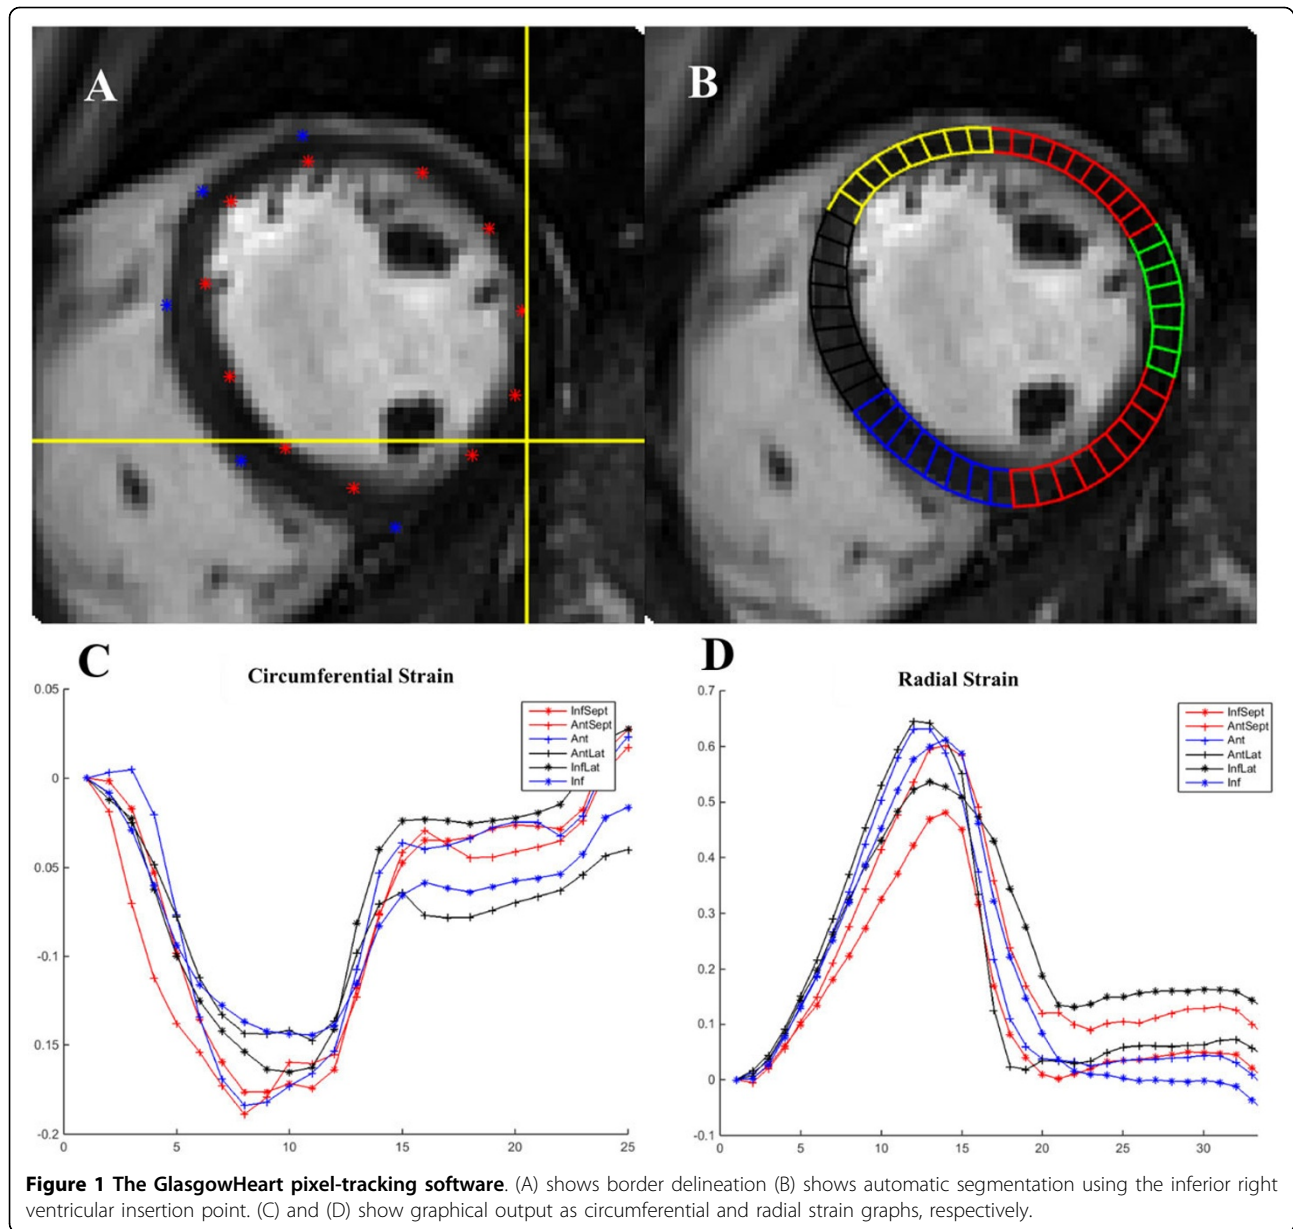 A
B
C
Circumferential Strain
0.05
0
0.05
-0.1
0.15
-0.2
0
5
10
15
20
25
InfSept
AntSept
Ant
AntLat
InfLat
Inf
D
Radial Strain
0.7
0.6
0.5
0.4
0.3
0.2
0.1
0
-0.1
0
5
10
15
20
25
30
InfSept
AntSept
Ant
AntLat
InfLat
Inf
Figure 1 The GlasgowHeart pixel-tracking software. (A) shows border delineation (B) shows automatic segmentation using the inferior right
ventricular insertion point. (C) and (D) show graphical output as circumferential and radial strain graphs, respectively.